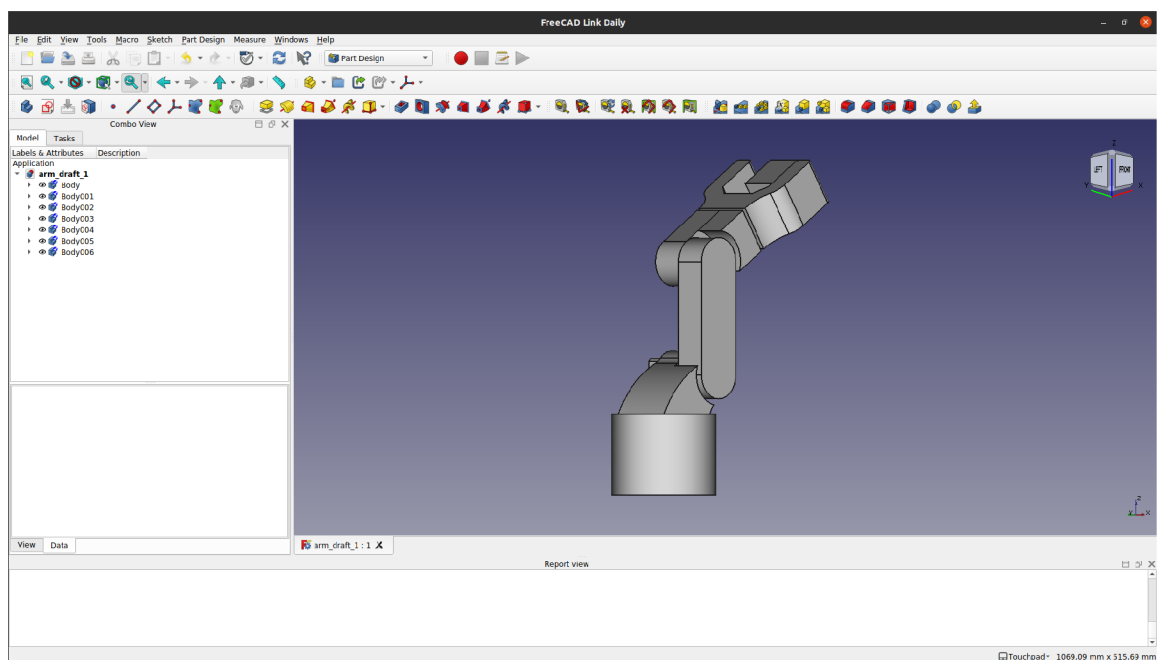 FreeCAD Link Daily
File Edit View Tools Macro Sketch Part Design Measure Windows Help
Part Design
Combo View
Model Tasks
Labels & Attributes Description
Application
arm_draft_1
Body
Body001
Body002
Body003
Body004
Body005
Body006
Z
LEFT FRONT
Y X
Z
Y X
View Data
arm_draft_1 : 1
Report view
Touchpad 1069.09 mm x 515.69 mm